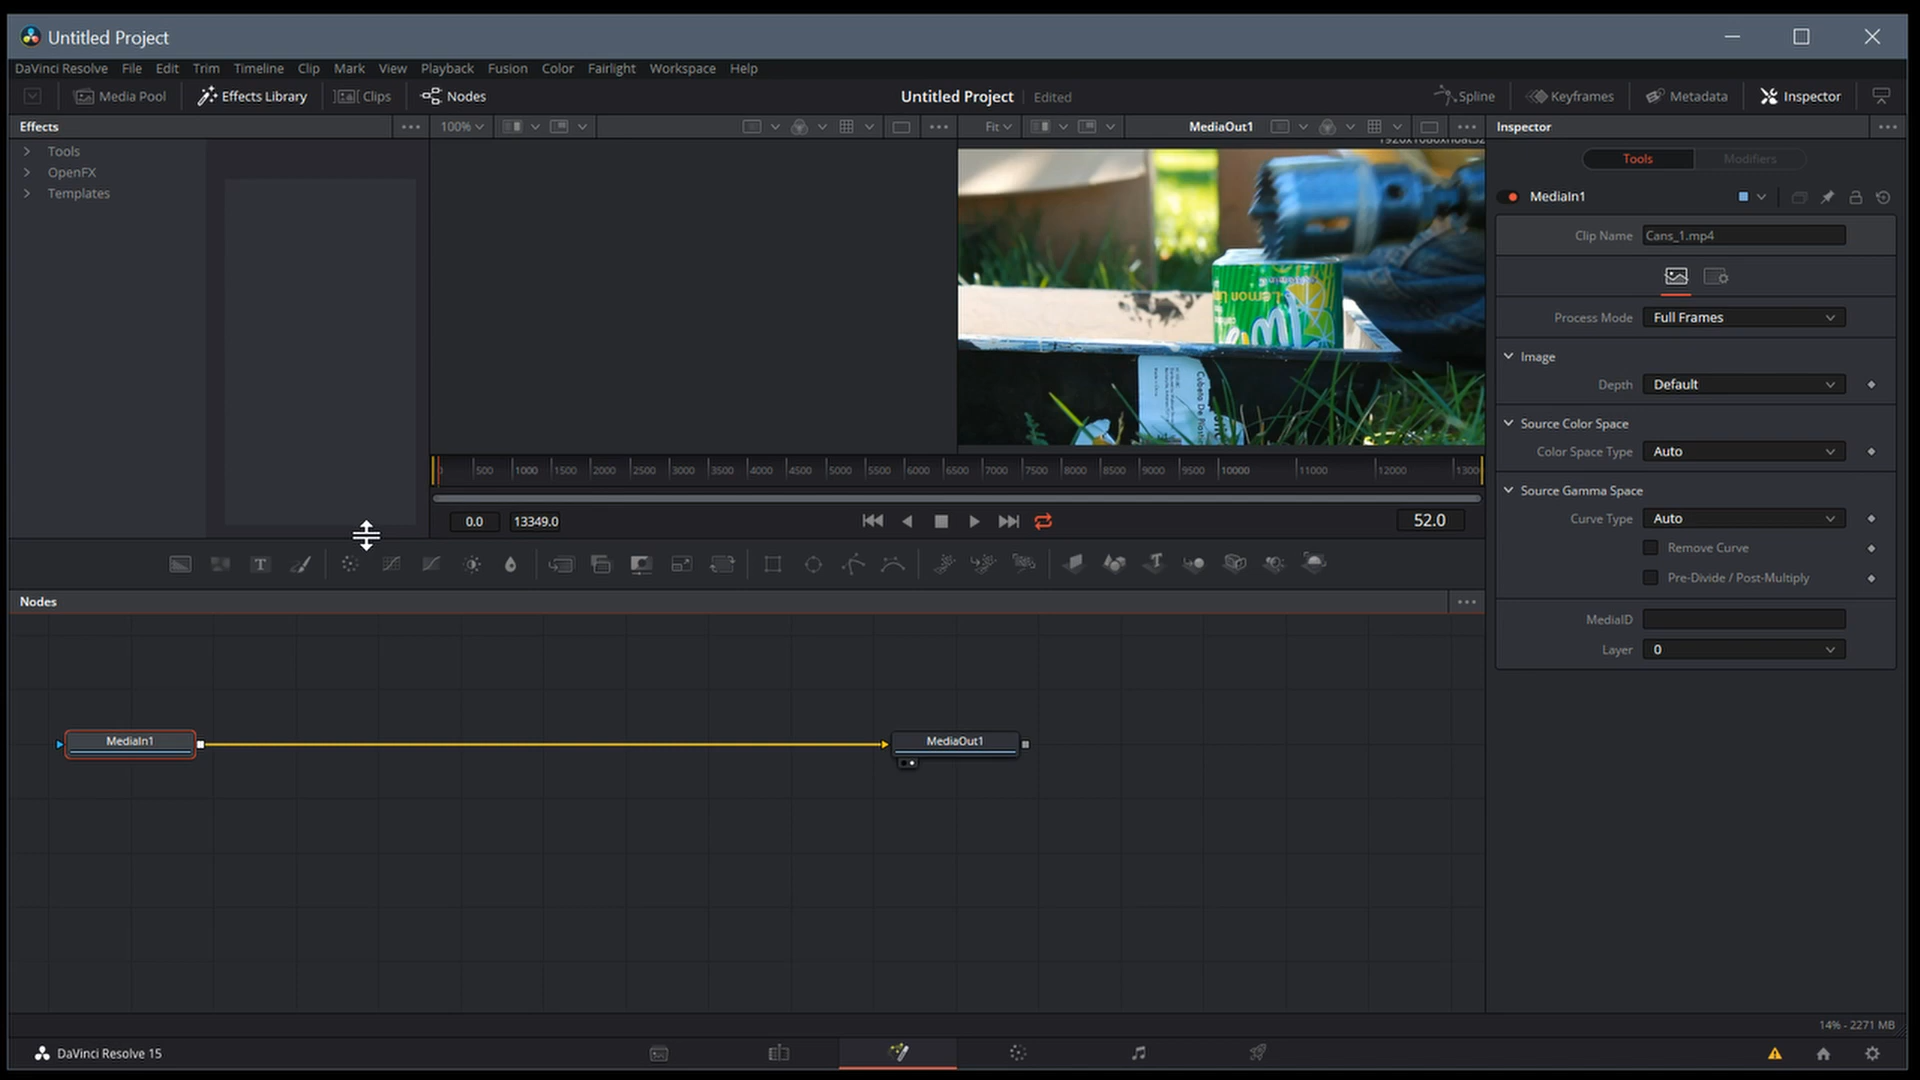 Untitled Project
DaVinci Resolve File Edit Trim Timeline Clip Mark View Playback Fusion Color Fairlight Workspace Help
Media Pool Effects Library Clips Nodes Untitled Project Edited Spline Keyframes Metadata Inspector
Effects 100% Fit MediaOut1 Inspector
Tools
OpenFX
Templates
Lemon
Tools Modifiers
MediaIn1
Clip Name Cans_1.mp4
Process Mode Full Frames
Image
Depth Default
Source Color Space
Color Space Type Auto
Source Gamma Space
Curve Type Auto
Remove Curve
Pre-Divide / Post-Multiply
MediaID
Layer 0
500 1000 1500 2000 2500 3000 3500 4000 4500 5000 5500 6000 6500 7000 7500 8000 8500 9000 9500 10000 11000 12000 1300
0.0 13349.0 52.0
T
Nodes
MediaIn1 MediaOut1
14% - 2271 MB
DaVinci Resolve 15